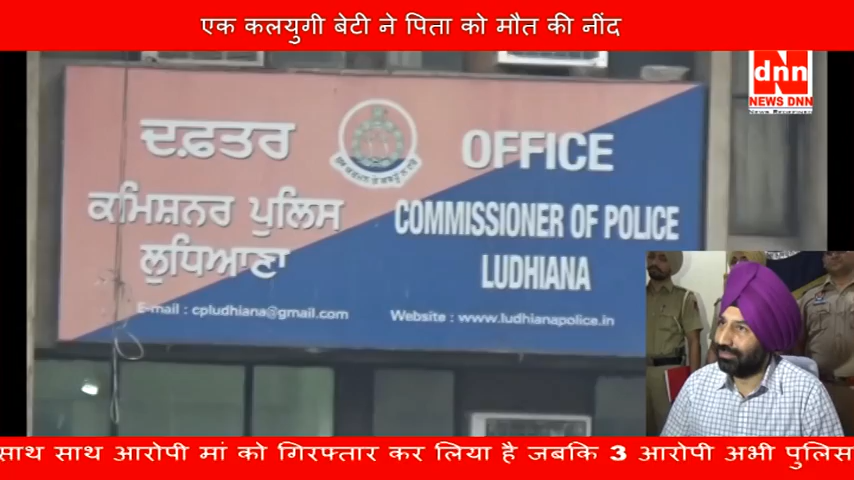 एक कलयुगी बेटी ने पिता को मौत की नींद
dnn
NEWS DNN
ਦਫ਼ਤਰ
ਕਮਿਸ਼ਨਰ ਪੁਲਿਸ
ਲੁਧਿਆਣਾ
OFFICE
COMMISSIONER OF POLICE
LUDHIANA
E-mail : cpludhiana@gmail.com
Website : www.ludhianapolice.in
साथ साथ आरोपी मां को गिरफ्तार कर लिया है जबकि 3 आरोपी अभी पुलिस